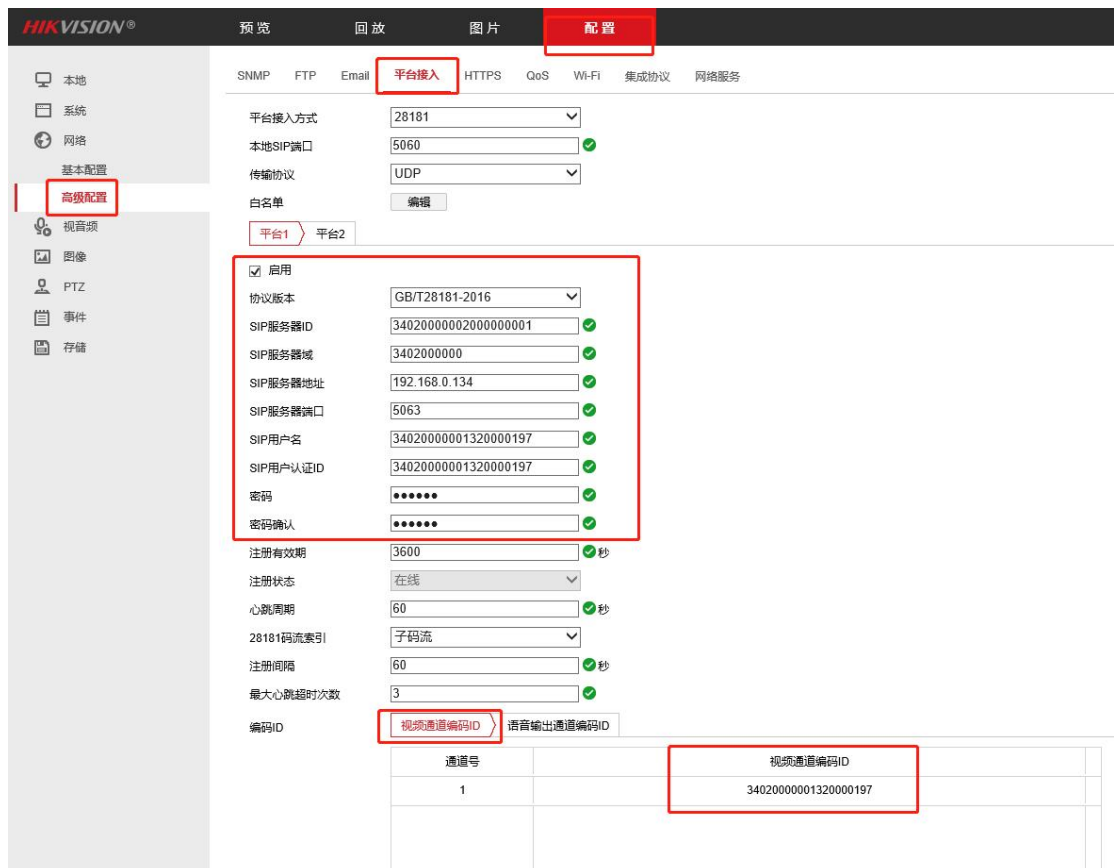 HIKVISION® 预览 回放 图片 配置
本地
系统
网络
基本配置
高级配置
视音频
图像
PTZ
事件
存储
SNMP FTP Email 平台接入 HTTPS QoS Wi-Fi 集成协议 网络服务
平台接入方式 28181
本地SIP端口 5060
传输协议 UDP
白名单 编辑
平台1 平台2
启用
协议版本 GB/T28181-2016
SIP服务器ID 34020000002000000001
SIP服务器域 3402000000
SIP服务器地址 192.168.0.134
SIP服务器端口 5063
SIP用户名 34020000001320000197
SIP用户认证ID 34020000001320000197
密码 ●●●●●●
密码确认 ●●●●●●
注册有效期 3600 秒
注册状态 在线
心跳周期 60 秒
28181码流索引 子码流
注册间隔 60 秒
最大心跳超时次数 3
编码ID 视频通道编码ID 语音输出通道编码ID
通道号 视频通道编码ID
1 34020000001320000197